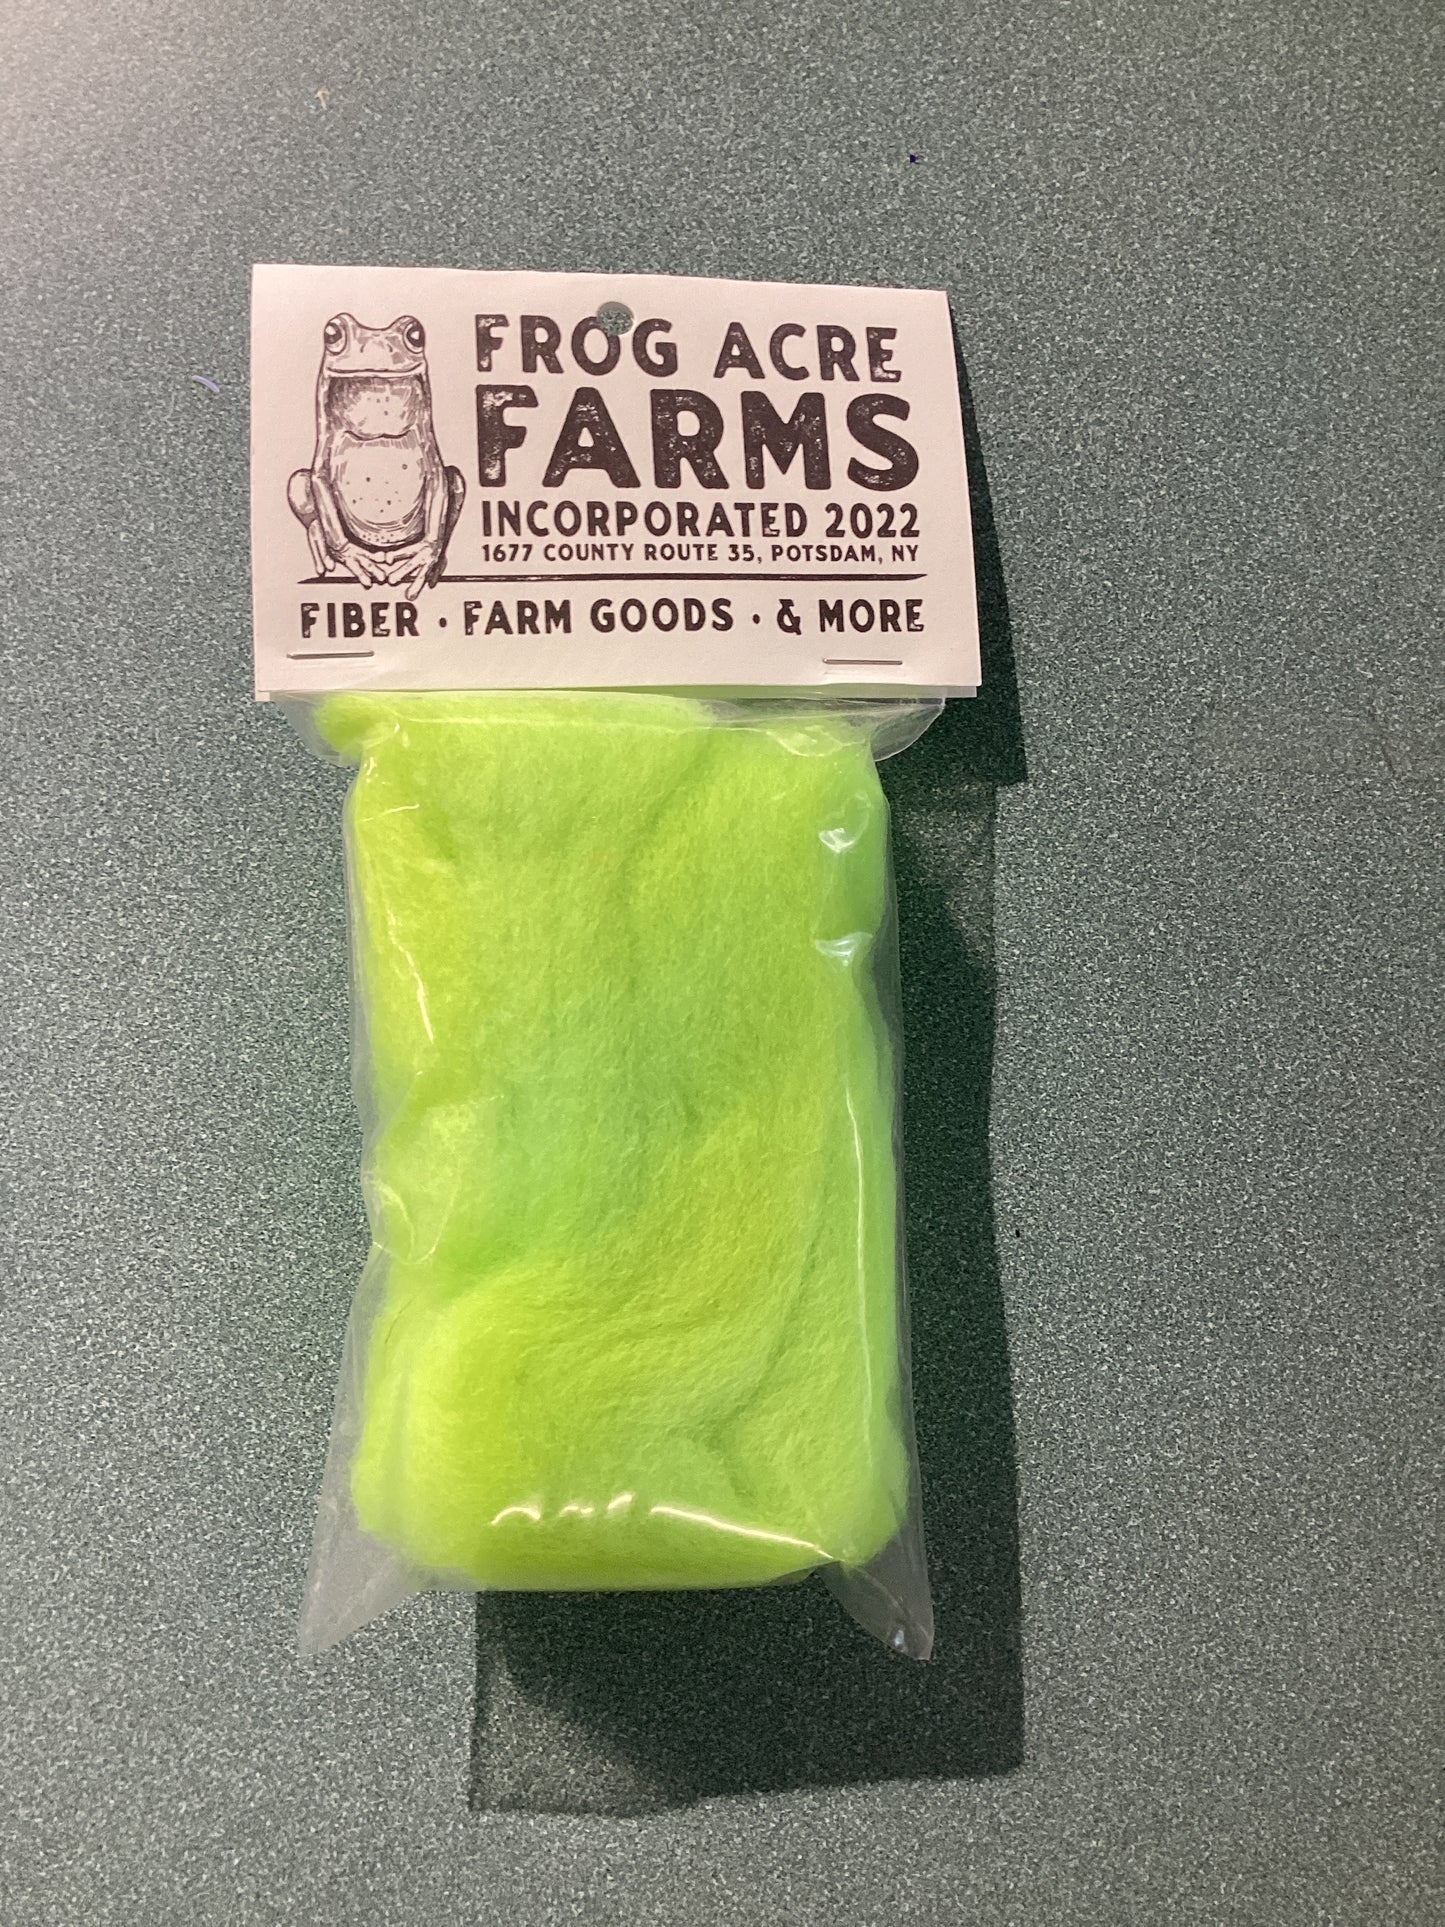 FROG ACRE
FARMS
INCORPORATED 2022
1677 COUNTY ROUTE 35, POTSDAM, NY
FIBER · FARM GOODS · & MORE